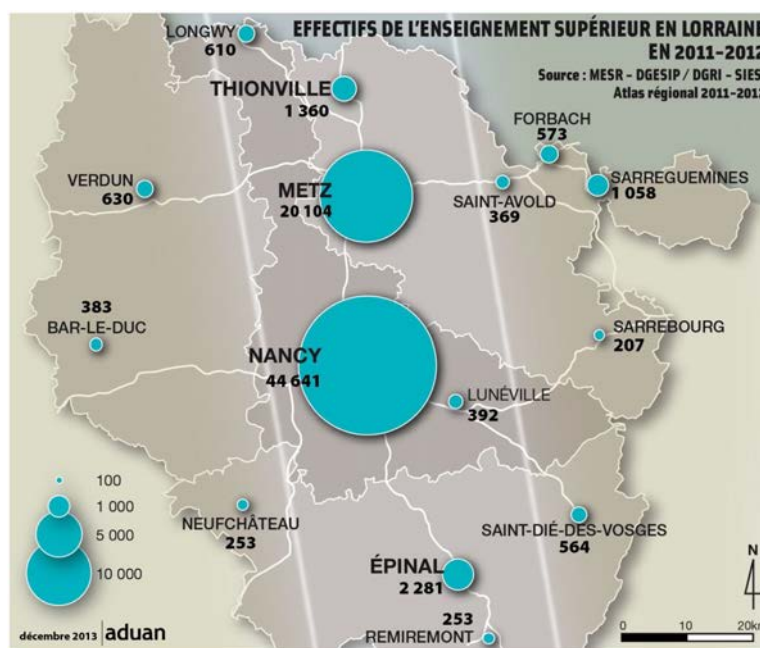 EFFECTIFS DE L'ENSEIGNEMENT SUPÉRIEUR EN LORRAINE
EN 2011-2012
Source : MESR - DGESIP / DGRI - SIES
Atlas régional 2011-2012
LONGWY
610
THIONVILLE
1 360
FORBACH
573
VERDUN
630
METZ
20 104
SAINT-AVOLD
369
SARREGUEMINES
1 058
383
BAR-LE-DUC
NANCY
44 641
SARREBOURG
207
LUNÉVILLE
392
100
1 000
5 000
10 000
NEUFCHÂTEAU
253
SAINT-DIÉ-DES-VOSGES
564
ÉPINAL
2 281
253
REMIREMONT
N
0 10 20km
décembre 2013 aduan